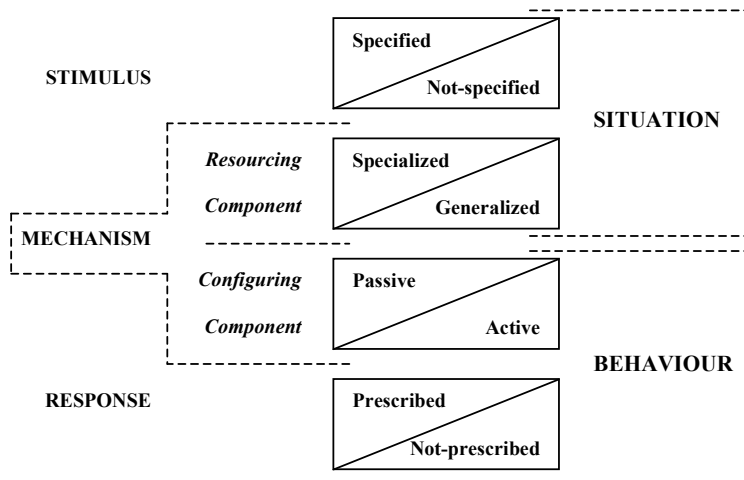 Specified
STIMULUS
Not-specified
SITUATION
Resourcing
Specialized
Component
Generalized
MECHANISM
Configuring
Passive
Component
Active
BEHAVIOUR
RESPONSE
Prescribed
Not-prescribed